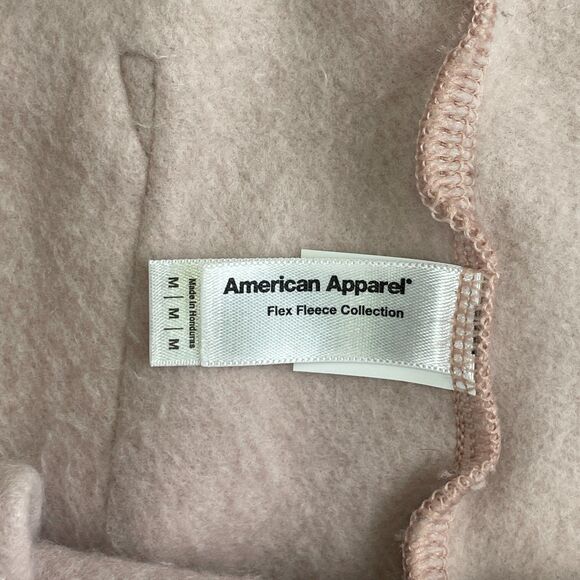 American Apparel®
Flex Fleece Collection
Made in Honduras
M | M | M